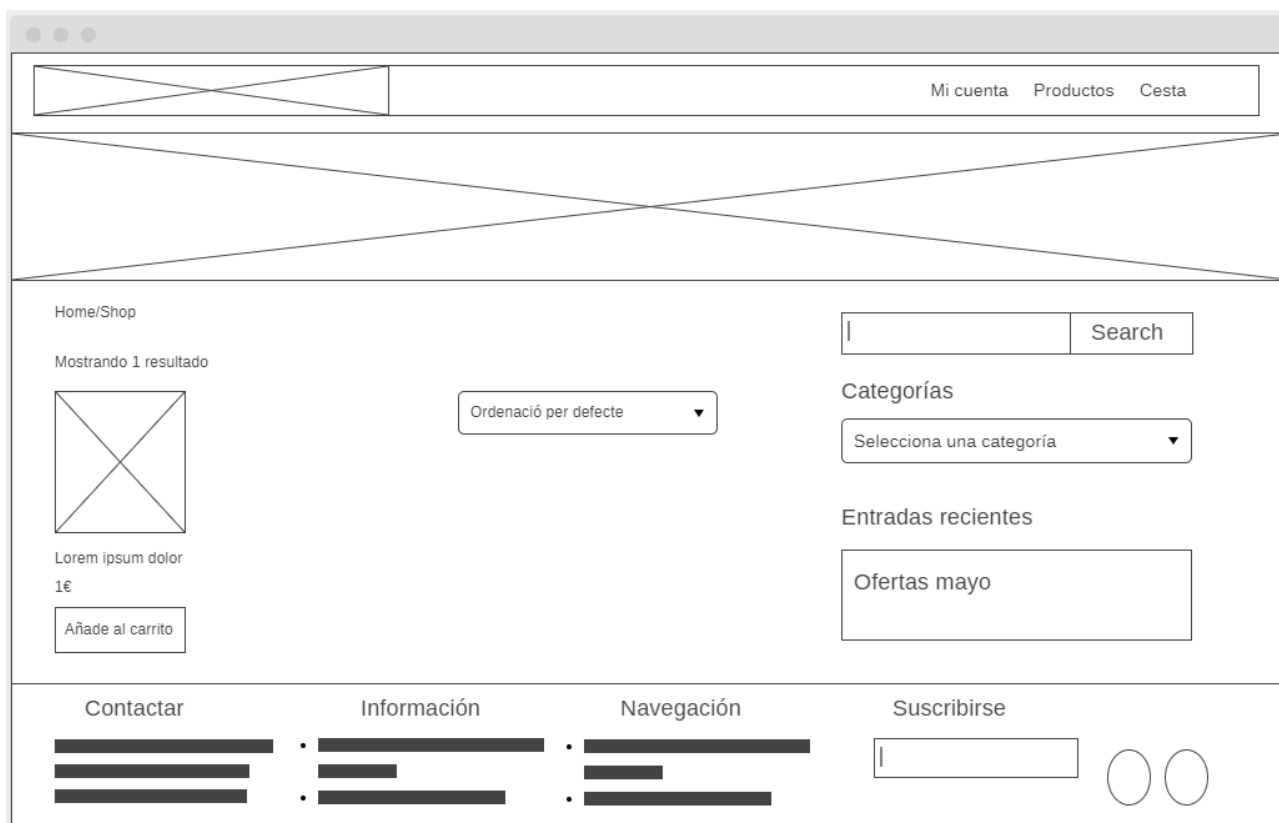 Mi cuenta Productos Cesta
Home/Shop
Search
Mostrando 1 resultado
Categorías
Ordenació per defecte
Selecciona una categoría
Entradas recientes
Lorem ipsum dolor
Ofertas mayo
1€
Añade al carrito
Contactar Información Navegación Suscribirse